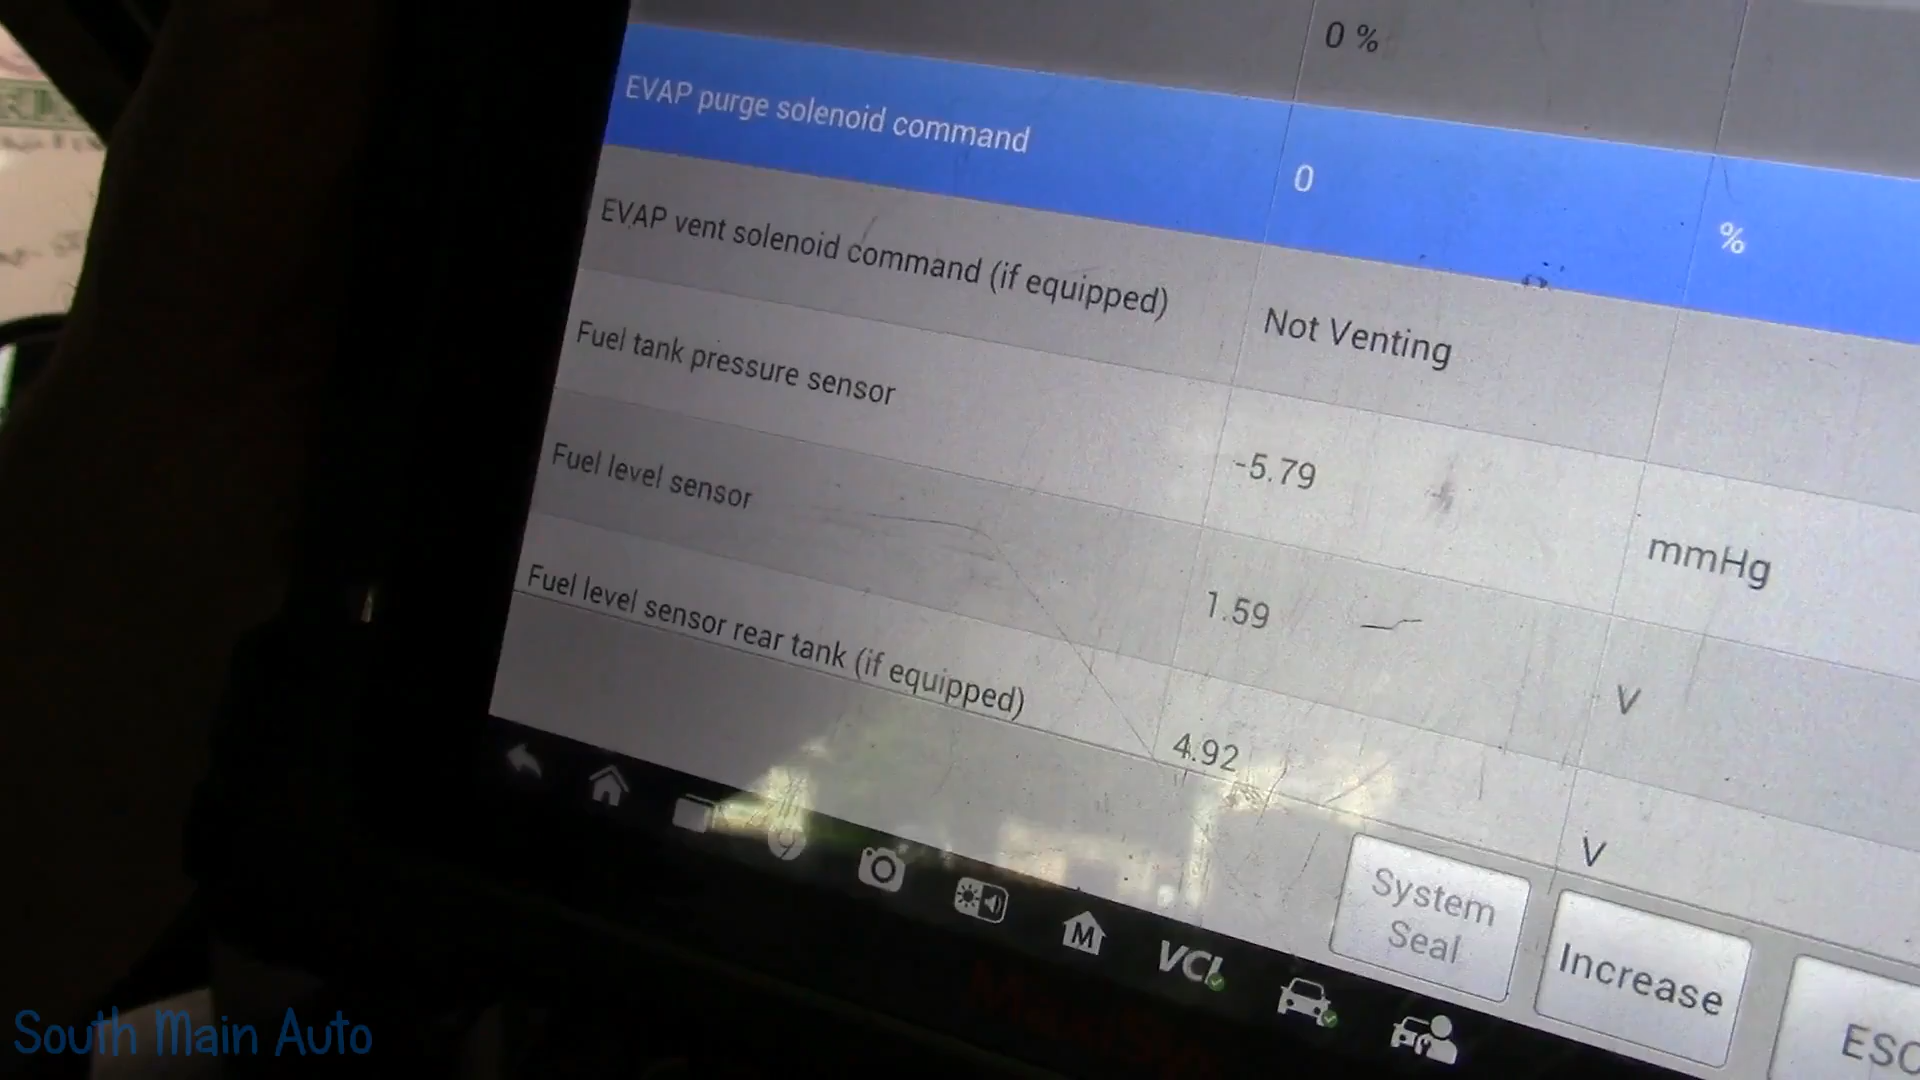 0 %
EVAP purge solenoid command
0
%
EVAP vent solenoid command (if equipped)
Not Venting
Fuel tank pressure sensor
-5.79
mmHg
Fuel level sensor
1.59
V
Fuel level sensor rear tank (if equipped)
4.92
V
System
Seal
Increase
ESC
M
VCI
South Main Auto